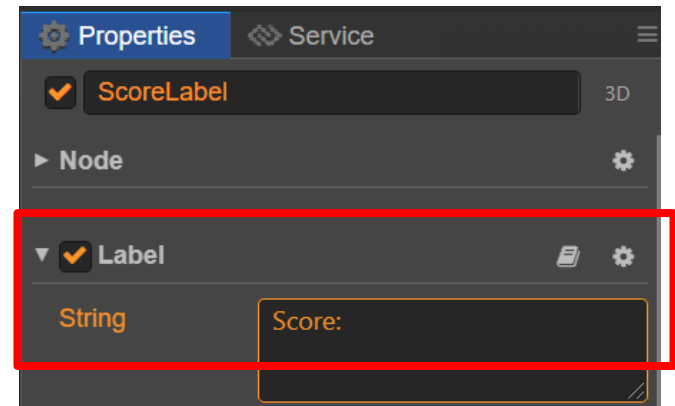 Properties Service
ScoreLabel 3D
Node
Label
String Score: